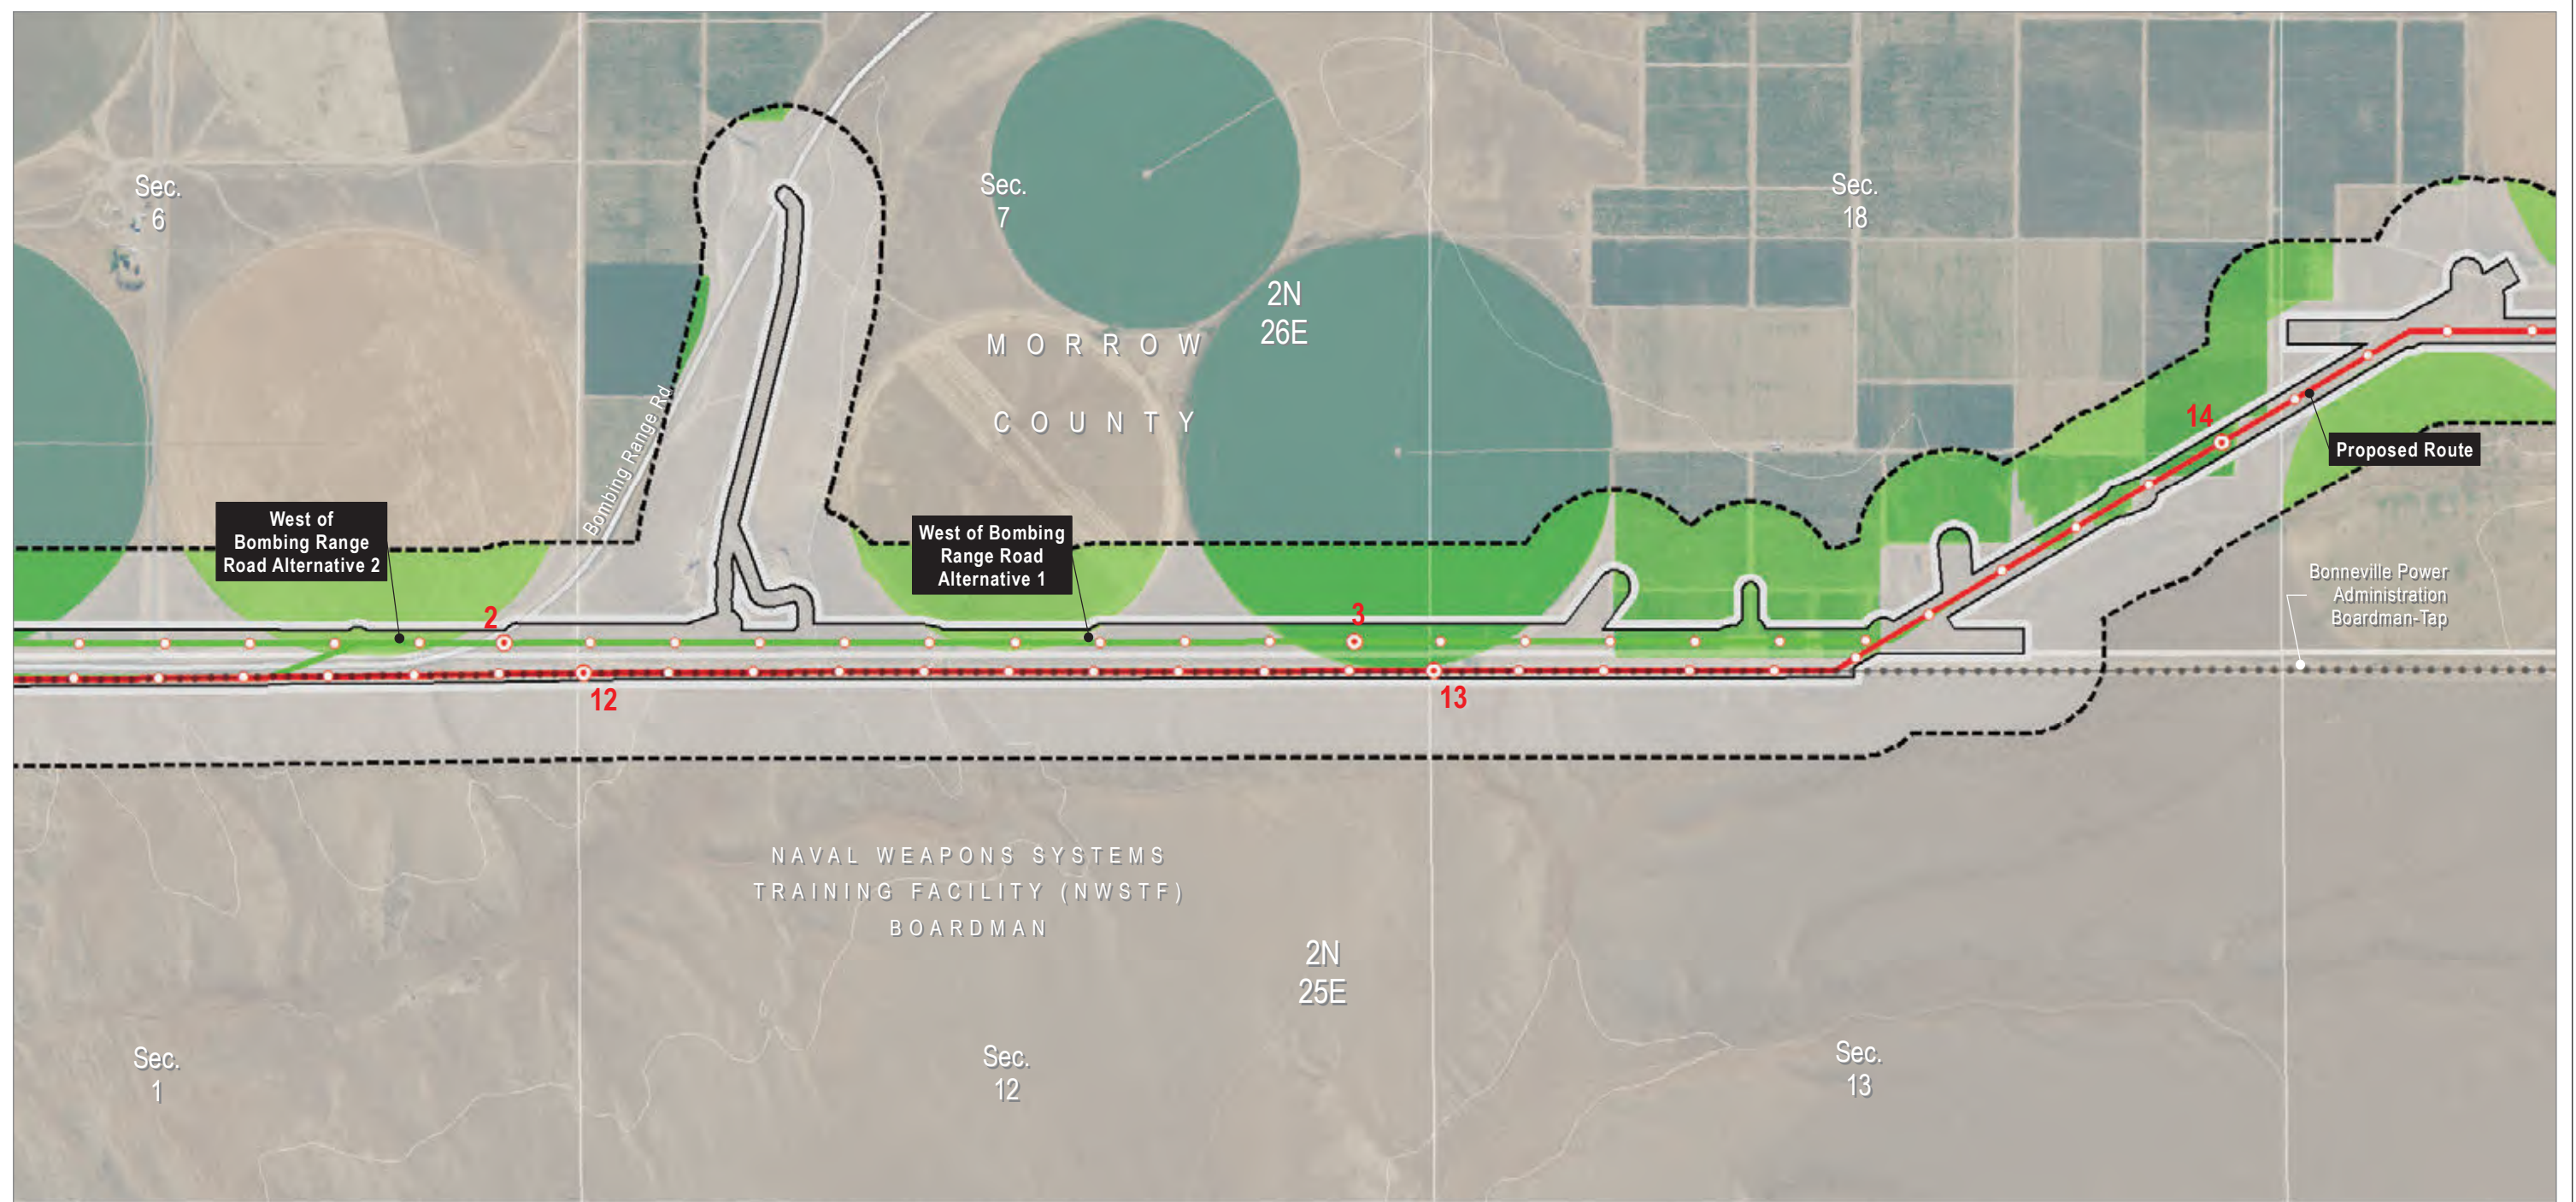 Sec.
6
Sec.
7
Sec.
18
2N
26E
MORROW
COUNTY
Bombing Range Rd
14
Proposed Route
West of
Bombing Range
Road Alternative 2
West of Bombing
Range Road
Alternative 1
Bonneville Power
Administration
Boardman-Tap
2
3
12
13
NAVAL WEAPONS SYSTEMS
TRAINING FACILITY (NWSTF)
BOARDMAN
2N
25E
Sec.
1
Sec.
12
Sec.
13